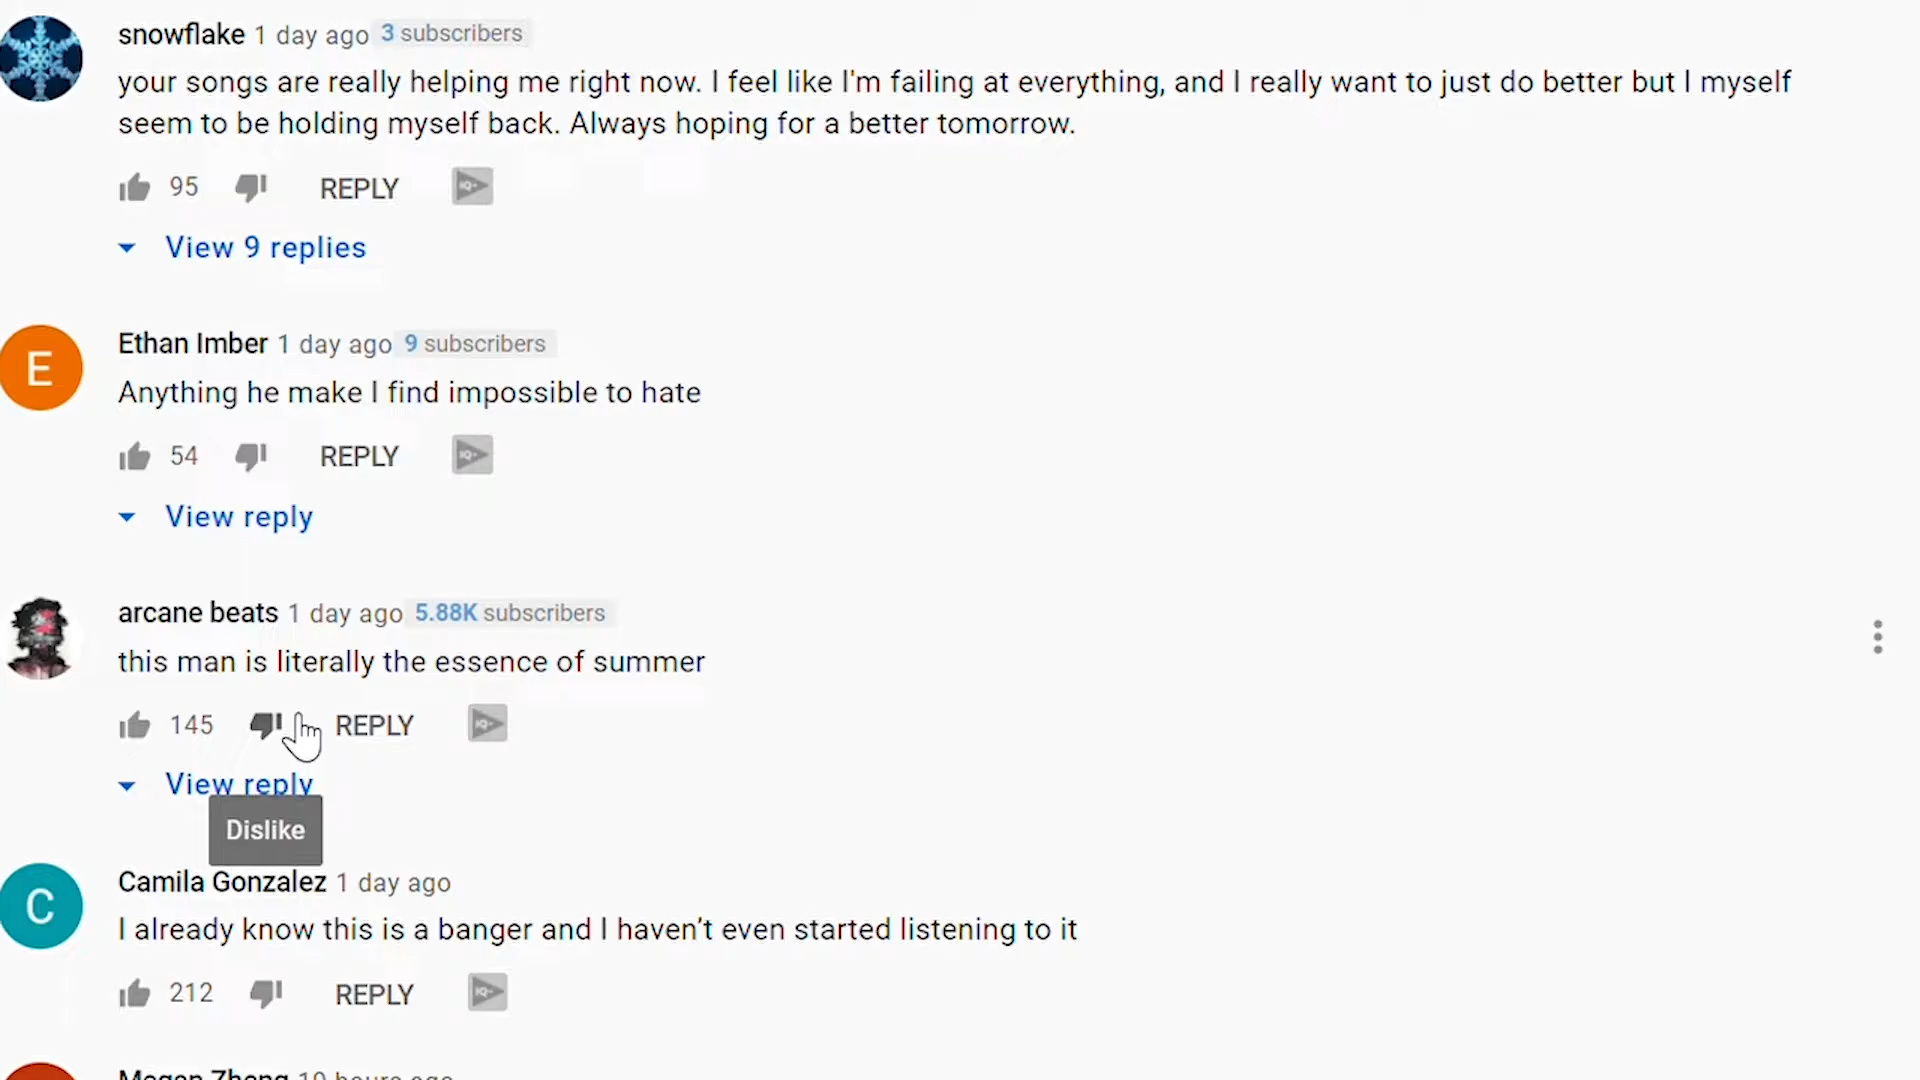 snowflake 1 day ago 3 subscribers
your songs are really helping me right now. I feel like I'm failing at everything, and I really want to just do better but I myself
seem to be holding myself back. Always hoping for a better tomorrow.
95 REPLY
View 9 replies
E
Ethan Imber 1 day ago 9 subscribers
Anything he make I find impossible to hate
54 REPLY
View reply
arcane beats 1 day ago 5.88K subscribers
this man is literally the essence of summer
145 REPLY
View reply
Dislike
C
Camila Gonzalez 1 day ago
I already know this is a banger and I haven’t even started listening to it
212 REPLY
Megan Zheng hours ago